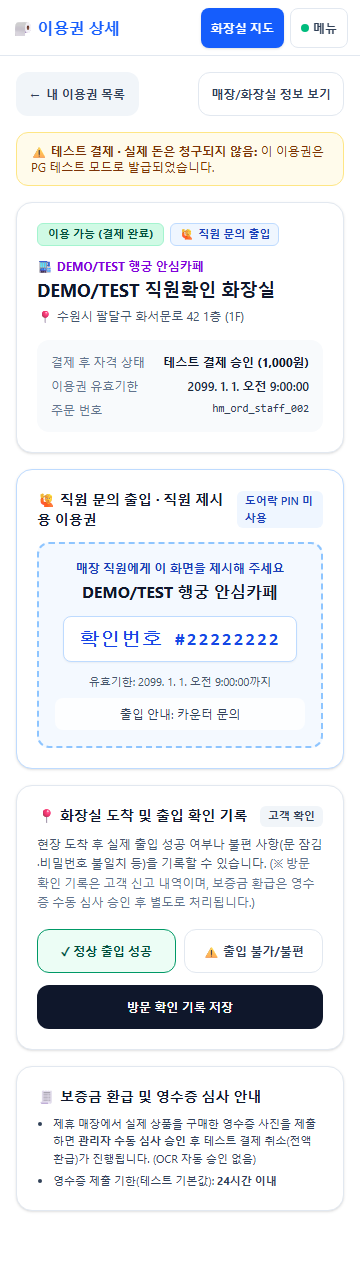 이용권 상세
화장실 지도
메뉴
← 내 이용권 목록
매장/화장실 정보 보기
⚠️ 테스트 결제 · 실제 돈은 청구되지 않음: 이 이용권은
PG 테스트 모드로 발급되었습니다.
이용 가능 (결제 완료)
직원 문의 출입
DEMO/TEST 행궁 안심카페
DEMO/TEST 직원확인 화장실
📍 수원시 팔달구 화서문로 42 1층 (1F)
결제 후 자격 상태 테스트 결제 승인 (1,000원)
이용권 유효기한 2099. 1. 1. 오전 9:00:00
주문 번호 hm_ord_staff_002
직원 문의 출입 · 직원 제시
용 이용권
도어락 PIN 미
사용
매장 직원에게 이 화면을 제시해 주세요
DEMO/TEST 행궁 안심카페
확인번호 #22222222
유효기한: 2099. 1. 1. 오전 9:00:00까지
출입 안내: 카운터 문의
📍 화장실 도착 및 출입 확인 기록
고객 확인
현장 도착 후 실제 출입 성공 여부나 불편 사항(문 잠김
·비밀번호 불일치 등)을 기록할 수 있습니다. (※ 방문
확인 기록은 고객 신고 내역이며, 보증금 환급은 영수
증 수동 심사 승인 후 별도로 처리됩니다.)
✓ 정상 출입 성공
⚠️ 출입 불가/불편
방문 확인 기록 저장
🧾 보증금 환급 및 영수증 심사 안내
• 제휴 매장에서 실제 상품을 구매한 영수증 사진을 제출
하면 관리자 수동 심사 승인 후 테스트 결제 취소(전액
환급)가 진행됩니다. (OCR 자동 승인 없음)
• 영수증 제출 기한(테스트 기본값): 24시간 이내